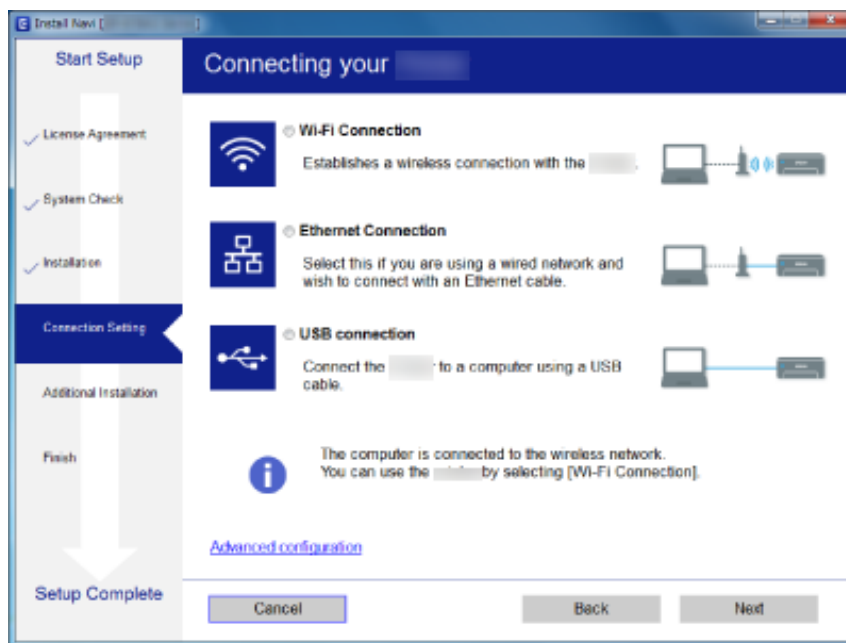 Install Navi [ ]
Start Setup
License Agreement
System Check
Installation
Connection Setting
Additional Installation
Finish
Setup Complete
Connecting your
Wi-Fi Connection
Establishes a wireless connection with the .
Ethernet Connection
Select this if you are using a wired network and
wish to connect with an Ethernet cable.
USB connection
Connect the to a computer using a USB
cable.
The computer is connected to the wireless network.
You can use the by selecting [Wi-Fi Connection].
Advanced configuration
Cancel
Back
Next